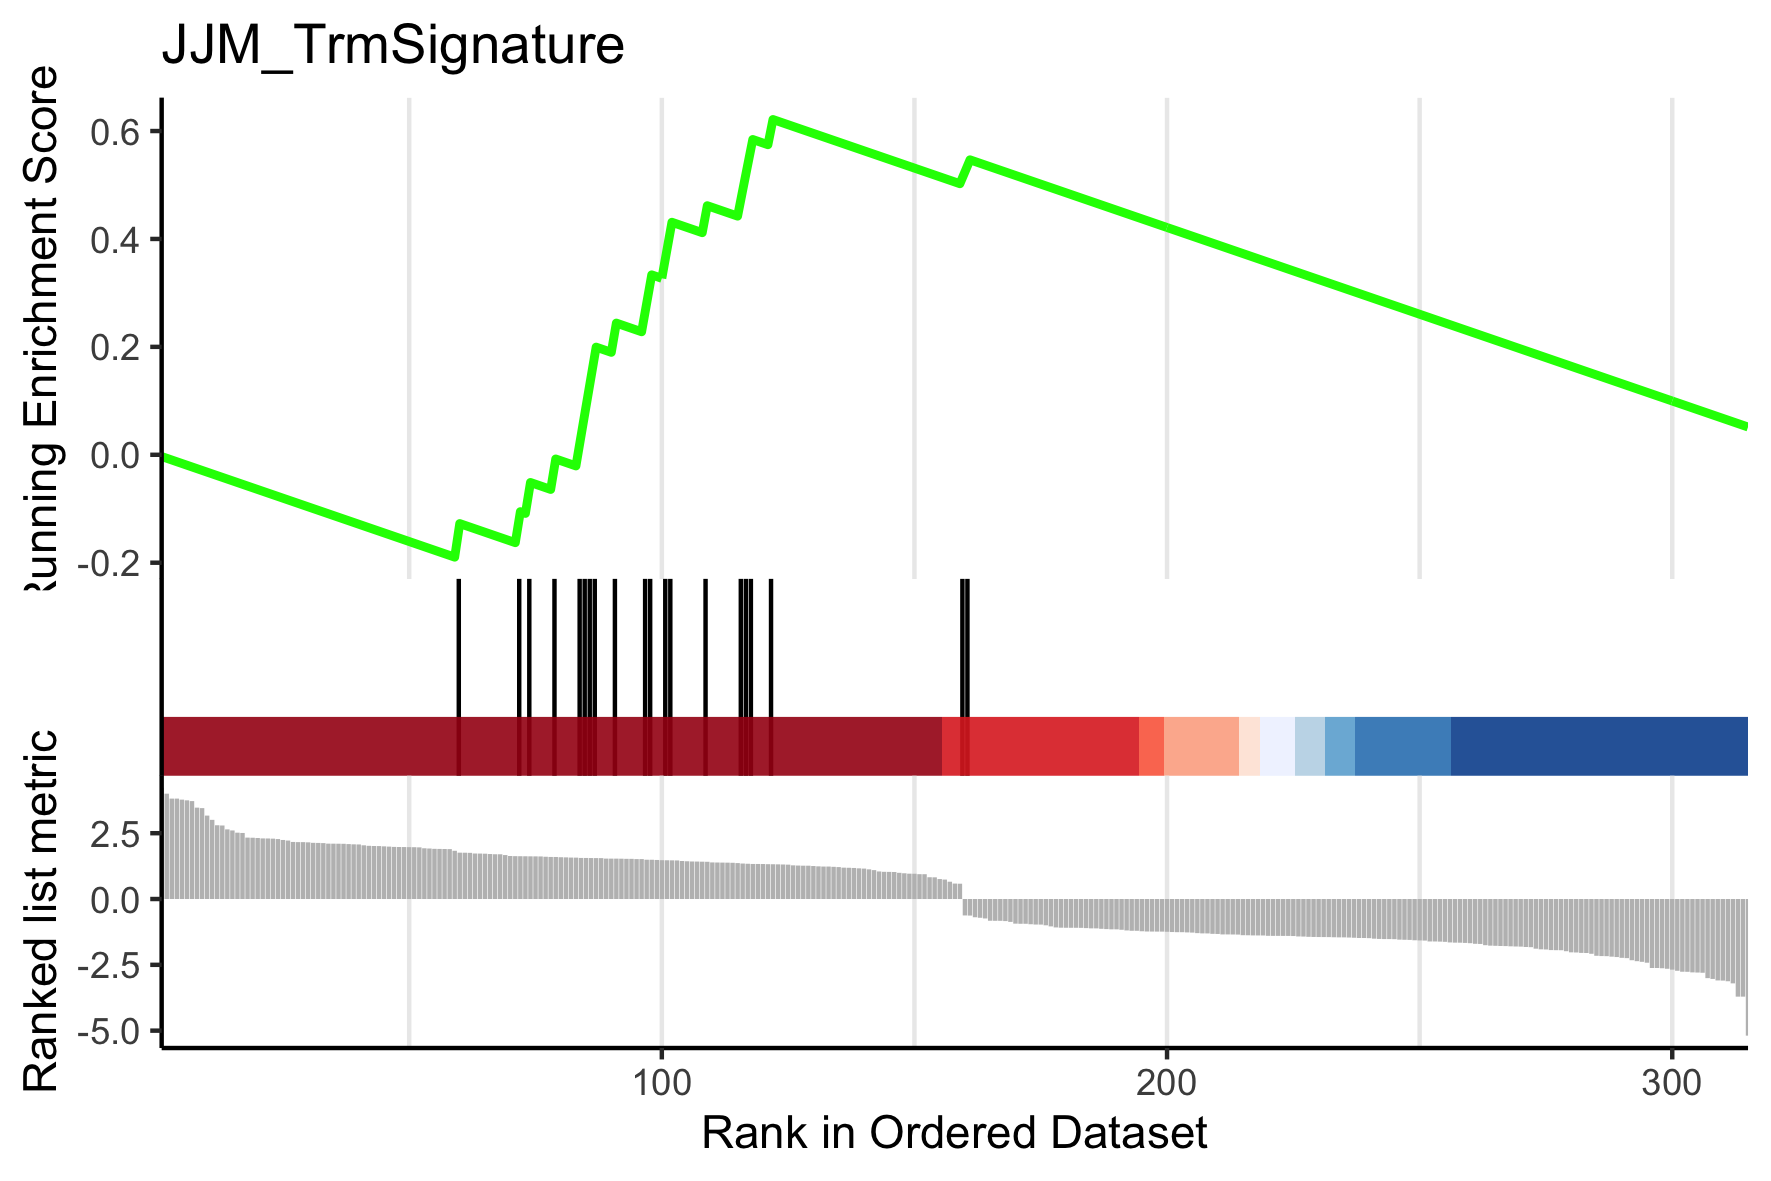 JJM_TrmSignature
Running Enrichment Score
0.6
0.4
0.2
0.0
-0.2
Ranked list metric
2.5
0.0
-2.5
-5.0
100 200 300
Rank in Ordered Dataset